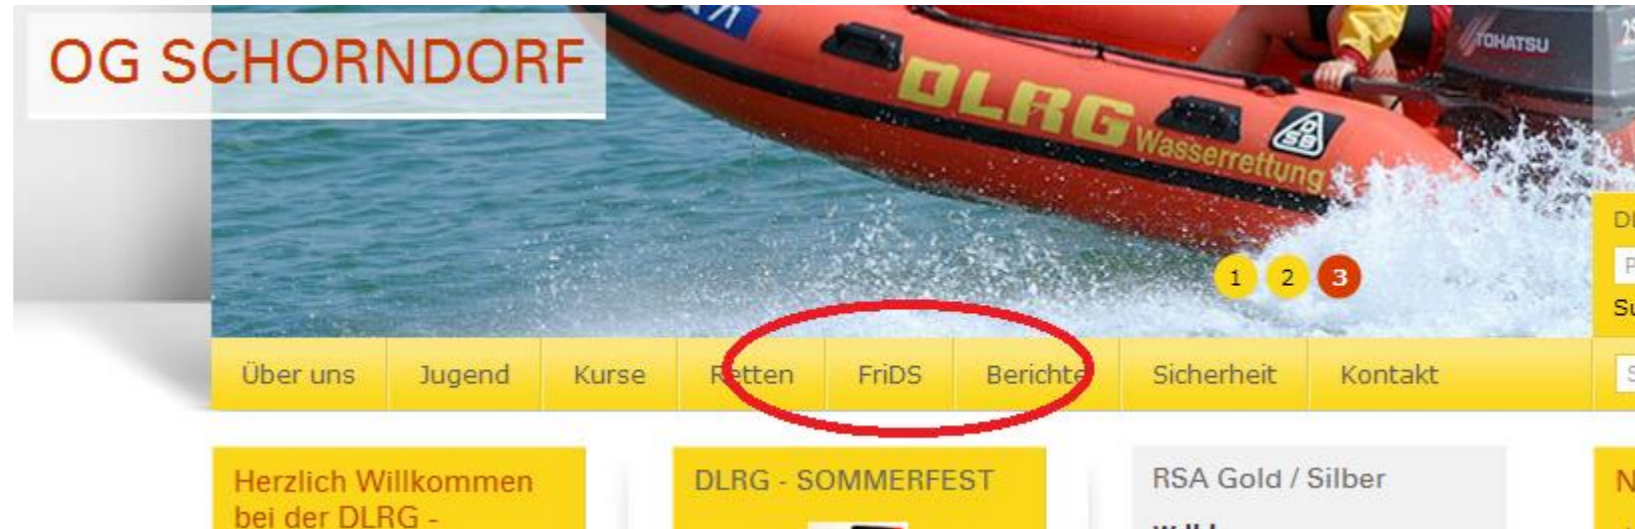 OG SCHORNDORF
TOHATSU
DLRG
Wasserrettung
DSB
1 2 3
Über uns Jugend Kurse Retten FriDS Berichte Sicherheit Kontakt
Herzlich Willkommen
bei der DLRG -
DLRG - SOMMERFEST
RSA Gold / Silber